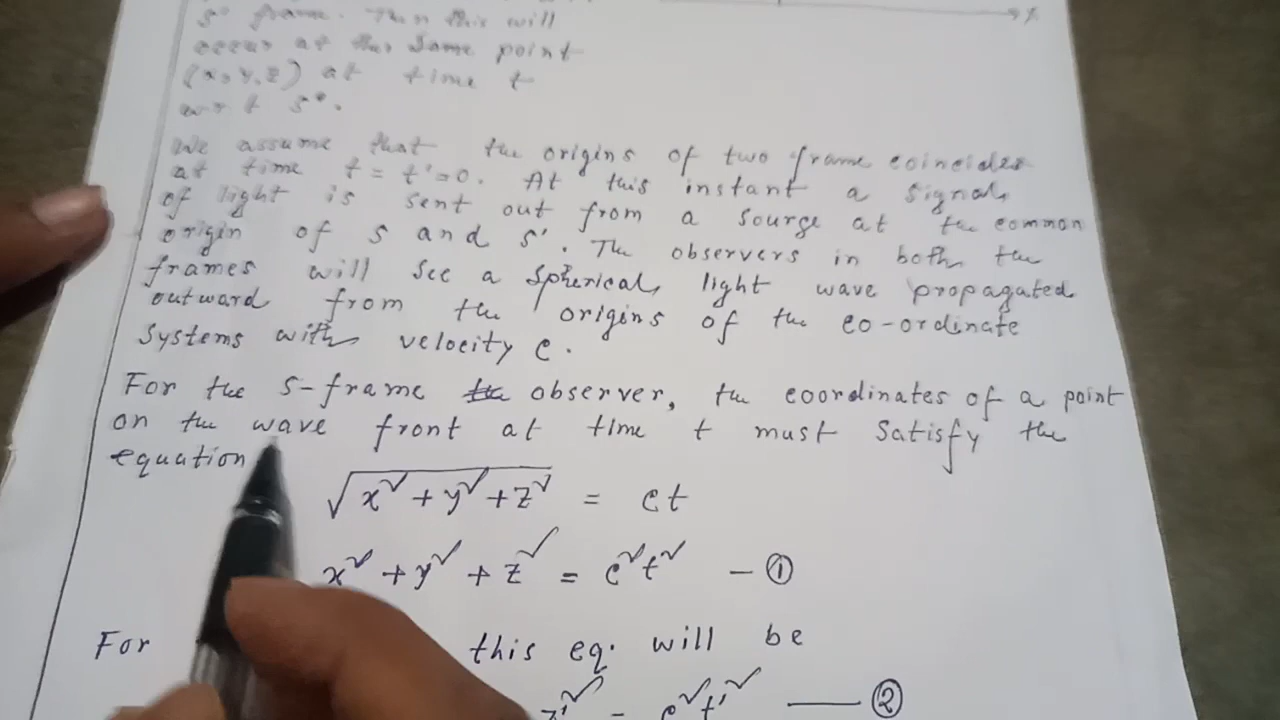 x
s° frame. Then this will
occur at the same point
(x, y, z) at time t
w.r.t s°.
We assume that the origins of two frame coincides
at time t = t' = 0. At this instant a signal
of light is sent out from a sourge at the common
origin of s and s'. The observers in both the
frames will see a spherical light wave propagated
outward from the origins of the co-ordinate
systems with velocity c.
For the s-frame observer, the coordinates of a point
on the wave front at time t must satisfy the
equation
√x²+y²+z² = ct
x² + y² + z² = c²t² — ①
For this eq. will be
z'² = c²t'² — ②